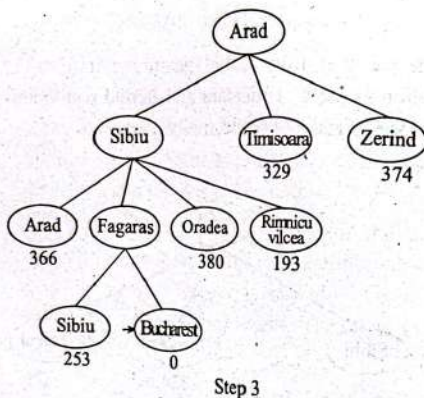 Arad
Sibiu
Timisoara
Zerind
329
374
Arad
Fagaras
Oradea
Rimnicu
vilcea
366
380
193
Sibiu
Bucharest
253
0
Step 3